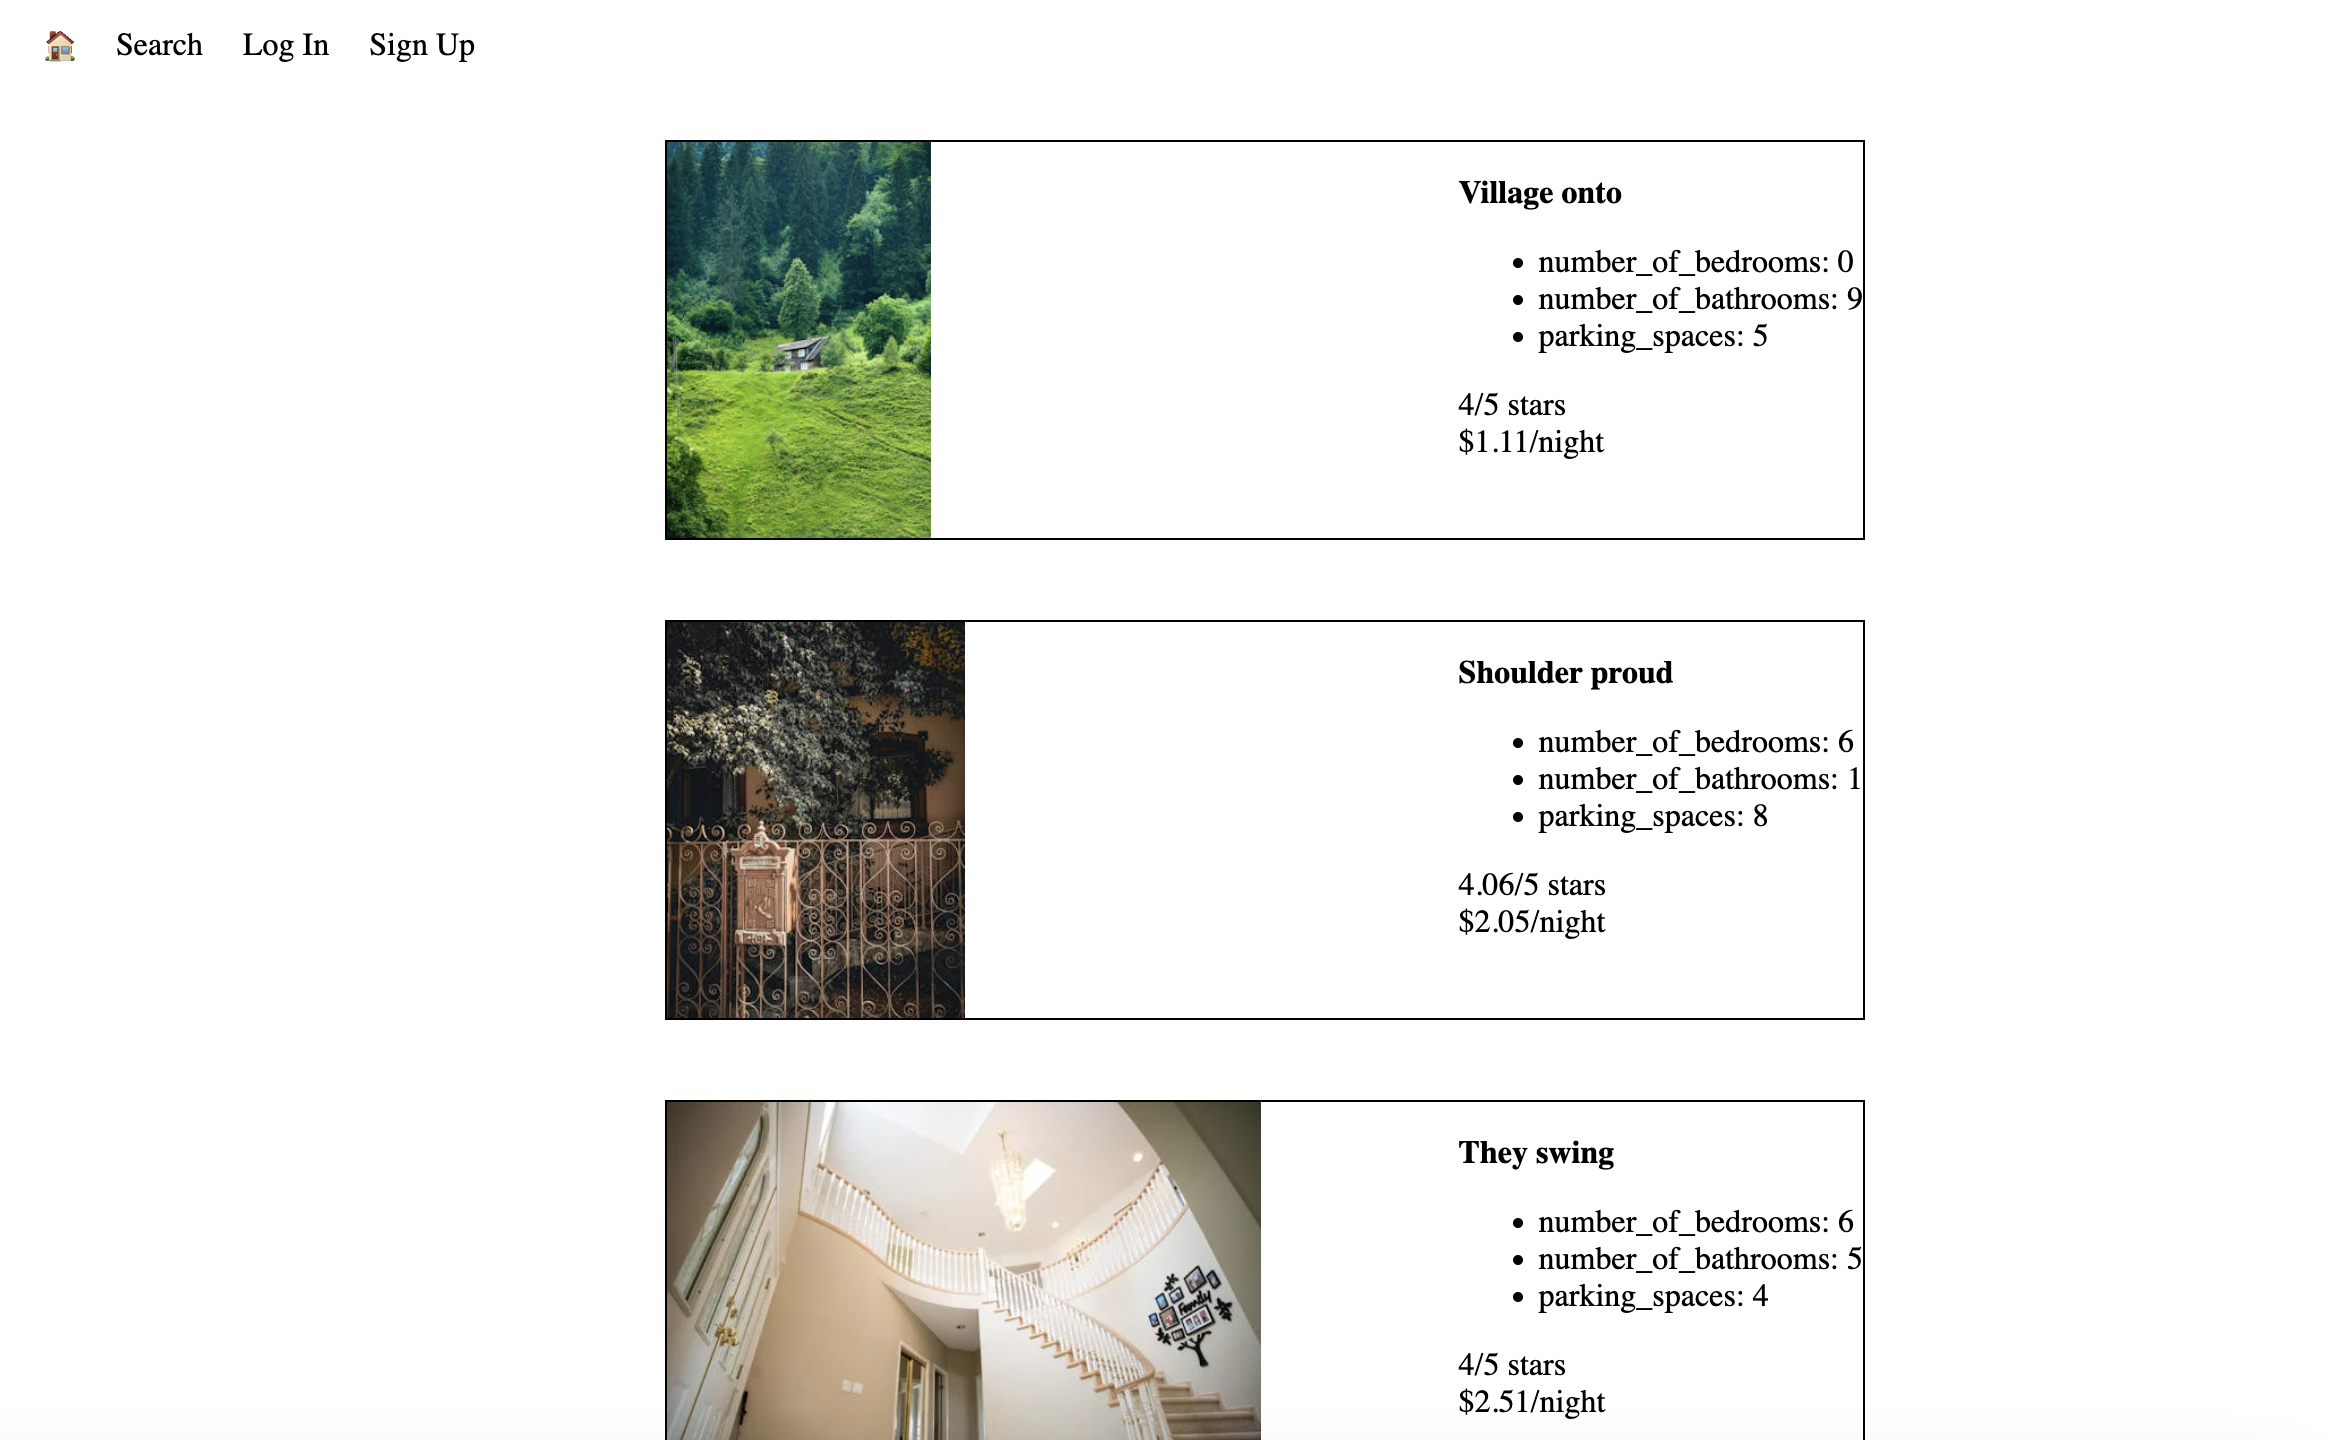 Search Log In Sign Up
Village onto
number_of_bedrooms: 0
number_of_bathrooms: 9
parking_spaces: 5
4/5 stars
$1.11/night
Shoulder proud
number_of_bedrooms: 6
number_of_bathrooms: 1
parking_spaces: 8
4.06/5 stars
$2.05/night
They swing
Family
number_of_bedrooms: 6
number_of_bathrooms: 5
parking_spaces: 4
4/5 stars
$2.51/night